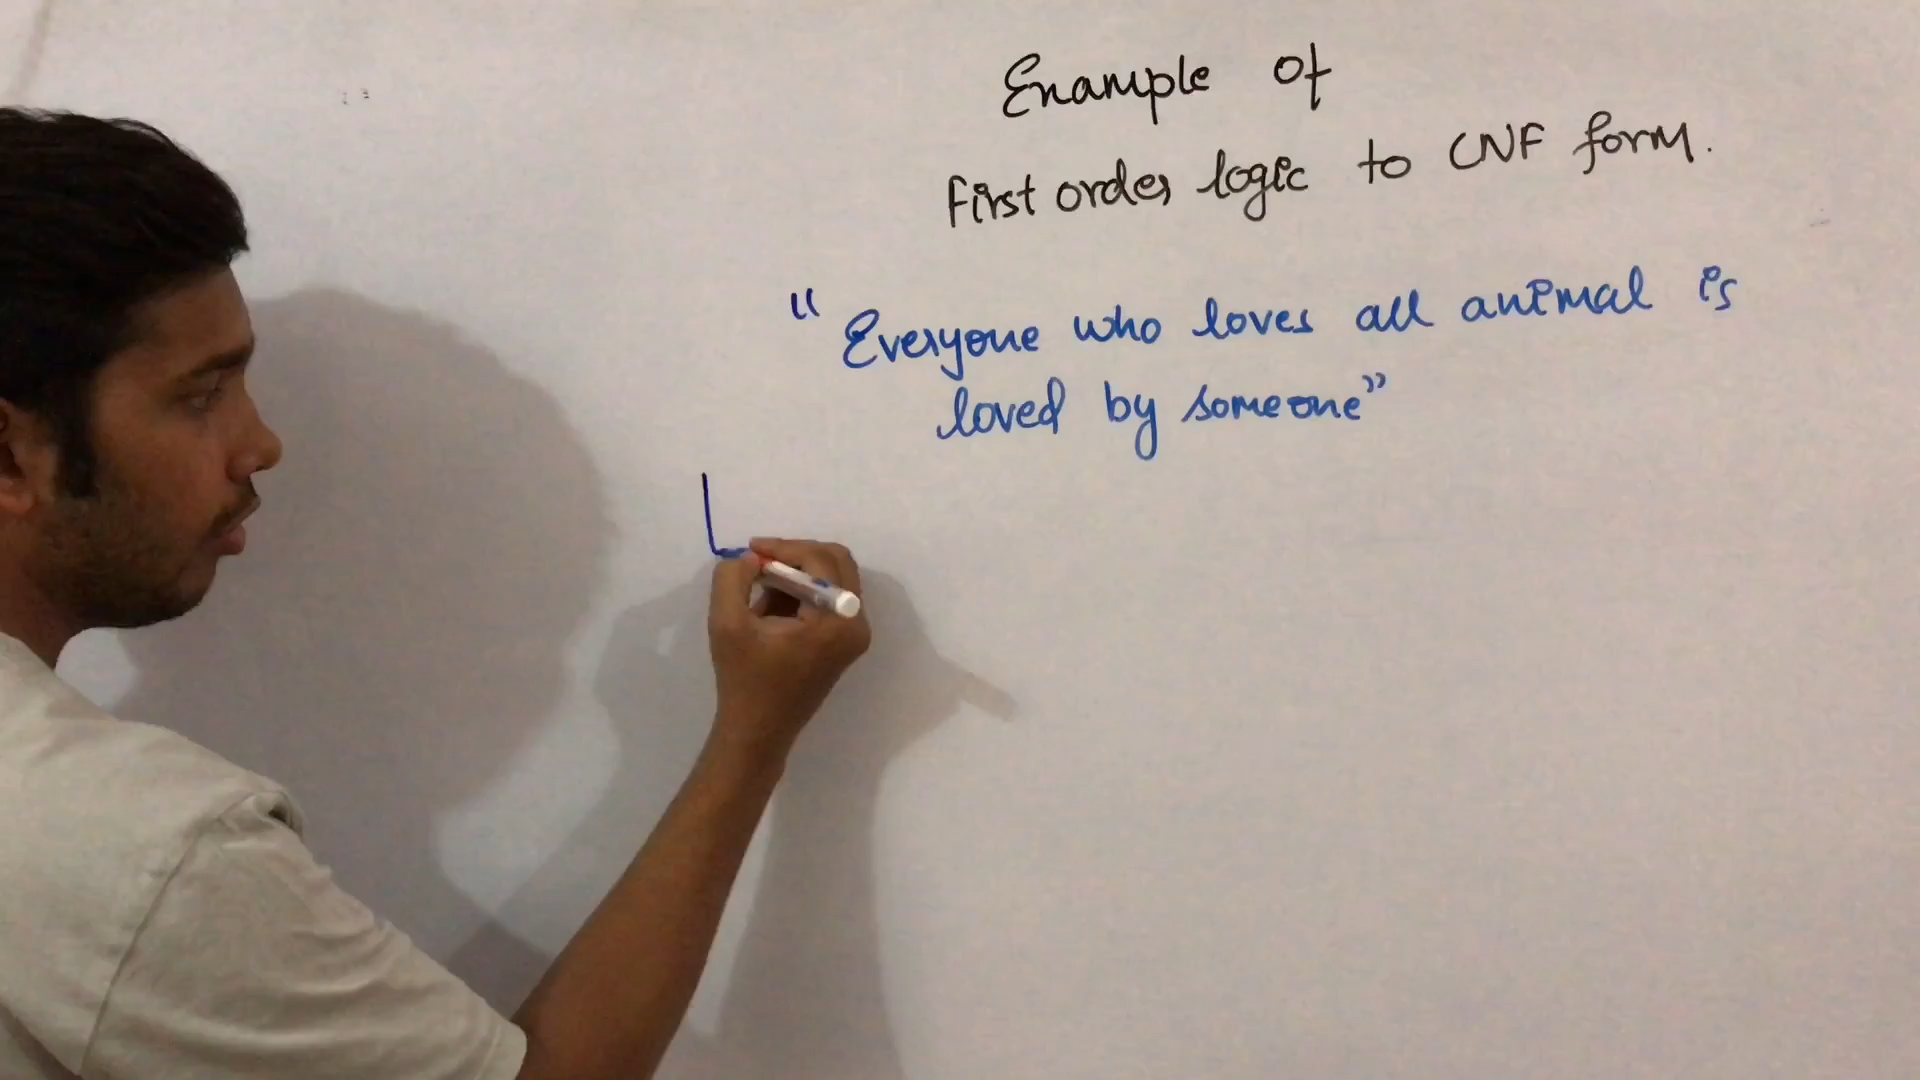 Example of
First order logic to CNF form.
"Everyone who loves all animal is
loved by someone"
L